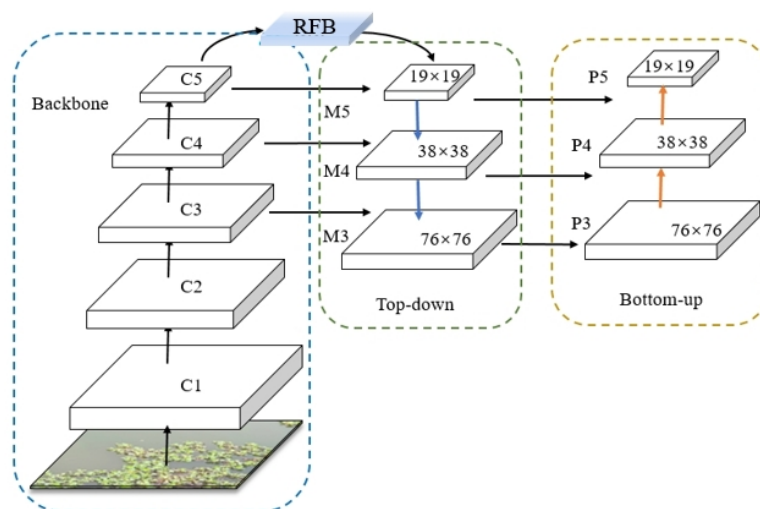 RFB
Backbone
C5
C4
C3
C2
C1
19×19
M5
38×38
M4
76×76
M3
Top-down
19×19
P5
38×38
P4
76×76
P3
Bottom-up